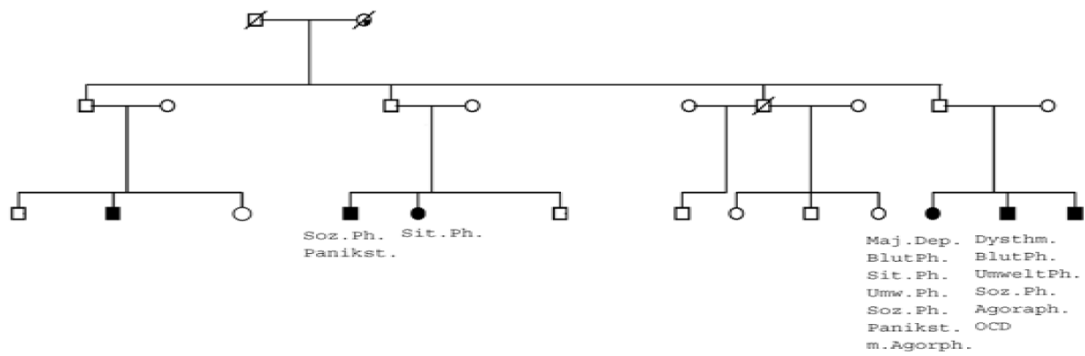 Soz.Ph.
Panikst.
Sit.Ph.
Maj.Dep.
BlutPh.
Sit.Ph.
Umw.Ph.
Soz.Ph.
Panikst.
m.Agorph.
Dysthm.
BlutPh.
UmweltPh.
Soz.Ph.
Agoraph.
OCD